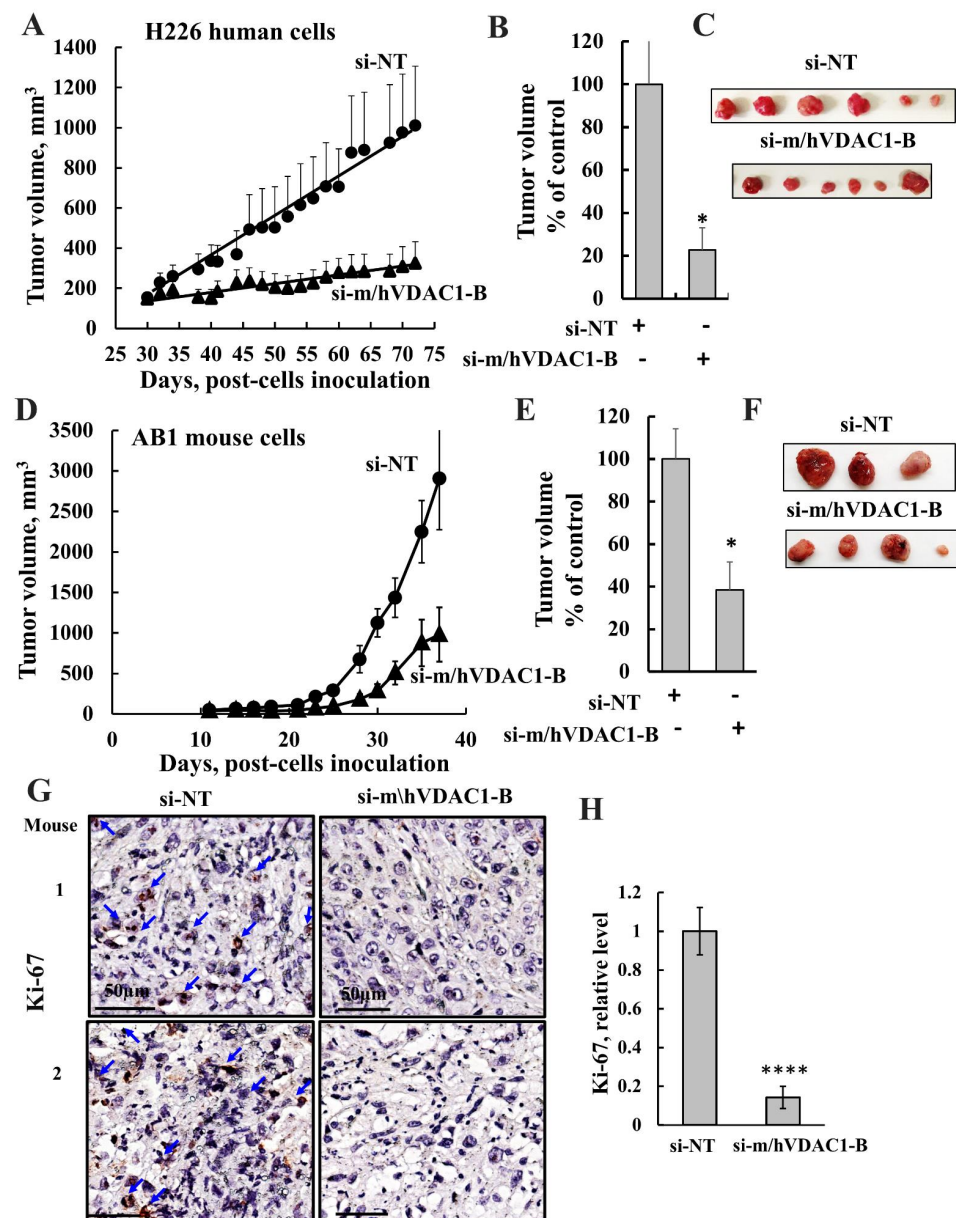 A
H226 human cells
si-NT
si-m/hVDAC1-B
Tumor volume, mm³
1400
1200
1000
800
600
400
200
0
25 30 35 40 45 50 55 60 65 70 75
Days, post-cells inoculation
B
Tumor volume
% of control
120
100
80
60
40
20
0
*
si-NT + -
si-m/hVDAC1-B - +
C
si-NT
si-m/hVDAC1-B
D
AB1 mouse cells
si-NT
si-m/hVDAC1-B
Tumor volume, mm³
3500
3000
2500
2000
1500
1000
500
0
0 10 20 30 40
Days, post-cells inoculation
E
Tumor volume
% of control
120
100
80
60
40
20
0
*
si-NT + -
si-m/hVDAC1-B - +
F
si-NT
si-m/hVDAC1-B
G
si-NT si-m\hVDAC1-B
Mouse
1
Ki-67
2
50µm
50µm
H
Ki-67, relative level
1.2
1
0.8
0.6
0.4
0.2
0
****
si-NT si-m/hVDAC1-B